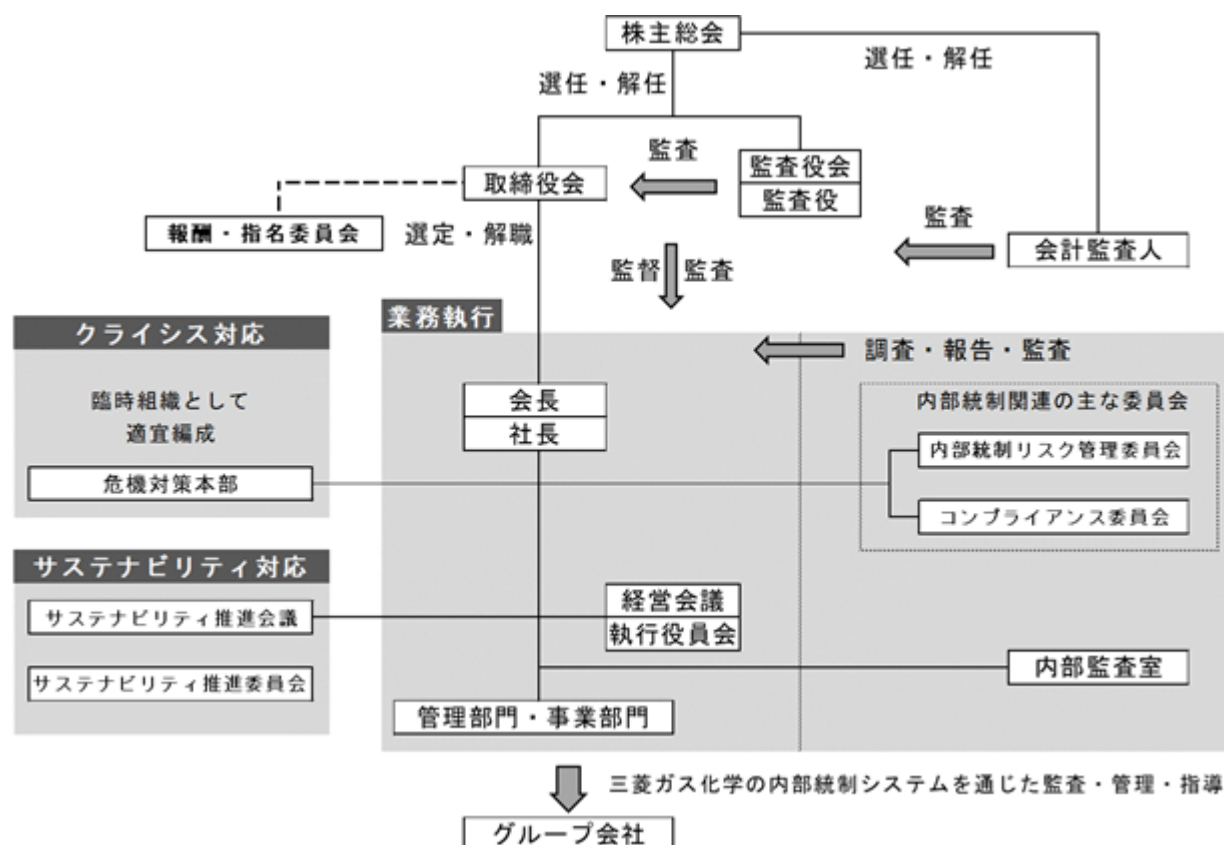 株主総会
選任・解任
選任・解任
監査
監査役会
監査役
取締役会
報酬・指名委員会
選定・解職
監査
会計監査人
監督
監査
業務執行
クライシス対応
臨時組織として
適宜編成
危機対策本部
調査・報告・監査
会長
社長
内部統制関連の主な委員会
内部統制リスク管理委員会
コンプライアンス委員会
サステナビリティ対応
サステナビリティ推進会議
サステナビリティ推進委員会
経営会議
執行役員会
内部監査室
管理部門・事業部門
三菱ガス化学の内部統制システムを通じた監査・管理・指導
グループ会社